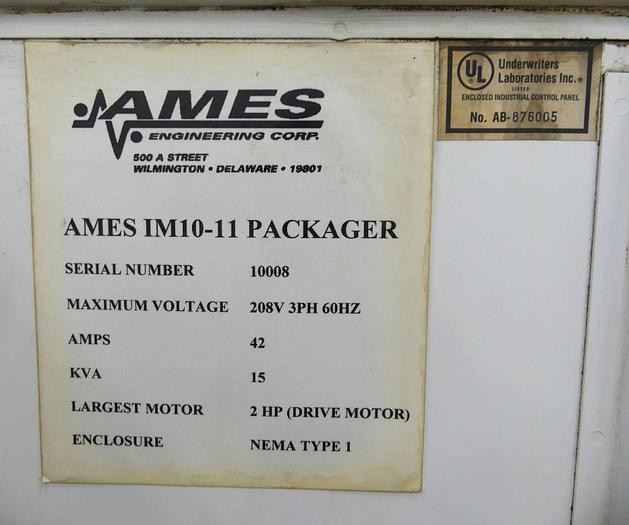 AMES
ENGINEERING CORP.
500 A STREET
WILMINGTON • DELAWARE • 19801
AMES IM10-11 PACKAGER
SERIAL NUMBER 10008
MAXIMUM VOLTAGE 208V 3PH 60HZ
AMPS 42
KVA 15
LARGEST MOTOR 2 HP (DRIVE MOTOR)
ENCLOSURE NEMA TYPE 1
UL
Underwriters
Laboratories Inc.®
LISTED
ENCLOSED INDUSTRIAL CONTROL PANEL
No. AB-876005